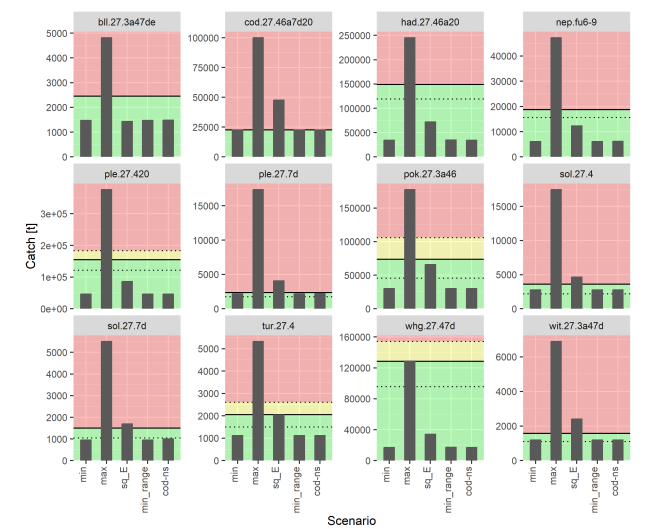 bll.27.3a47de cod.27.46a7d20 had.27.46a20 nep.fu6-9
5000 4000 3000 2000 1000 0
100000 75000 50000 25000 0
250000 200000 150000 100000 50000 0
40000 30000 20000 10000 0
ple.27.420 ple.27.7d pok.27.3a46 sol.27.4
3e+05 2e+05 1e+05 0e+00
15000 10000 5000 0
150000 100000 50000 0
15000 10000 5000 0
Catch [t]
sol.27.7d tur.27.4 whg.27.47d wit.27.3a47d
5000 4000 3000 2000 1000 0
5000 4000 3000 2000 1000 0
160000 120000 80000 40000 0
6000 4000 2000 0
min max sq_E min_range cod-ns
min max sq_E min_range cod-ns
min max sq_E min_range cod-ns
min max sq_E min_range cod-ns
Scenario